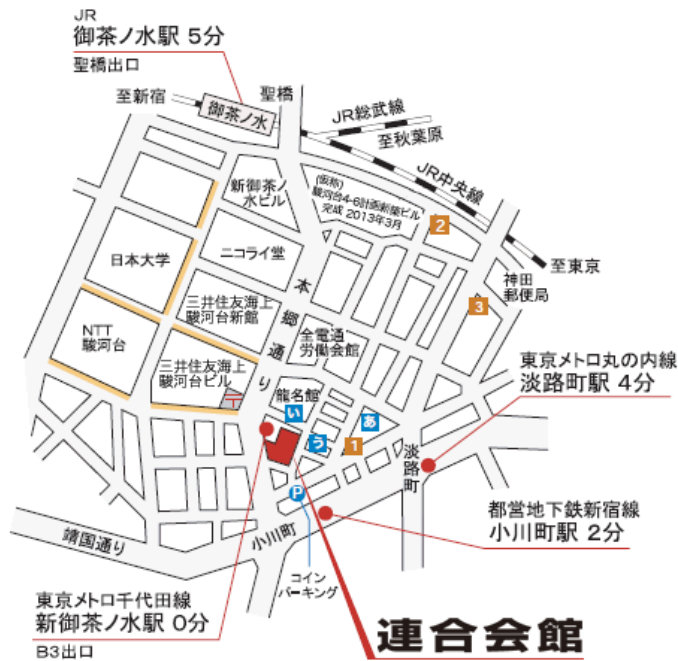 JR
御茶ノ水駅 5分
聖橋出口
至新宿
御茶ノ水
聖橋
JR総武線
至秋葉原
JR中央線
至東京
新御茶ノ
水ビル
(仮称)
駿河台4-6計画新築ビル
完成 2013年3月
2
日本大学
ニコライ堂
神田
郵便局
3
本郷通り
三井住友海上
駿河台新館
NTT
駿河台
全電通
労働会館
三井住友海上
駿河台ビル
〒
龍名館
い
あ
う
1
東京メトロ丸の内線
淡路町駅 4分
淡路町
P
都営地下鉄新宿線
小川町駅 2分
靖国通り
小川町
コイン
パーキング
東京メトロ千代田線
新御茶ノ水駅 0分
B3出口
連合会館